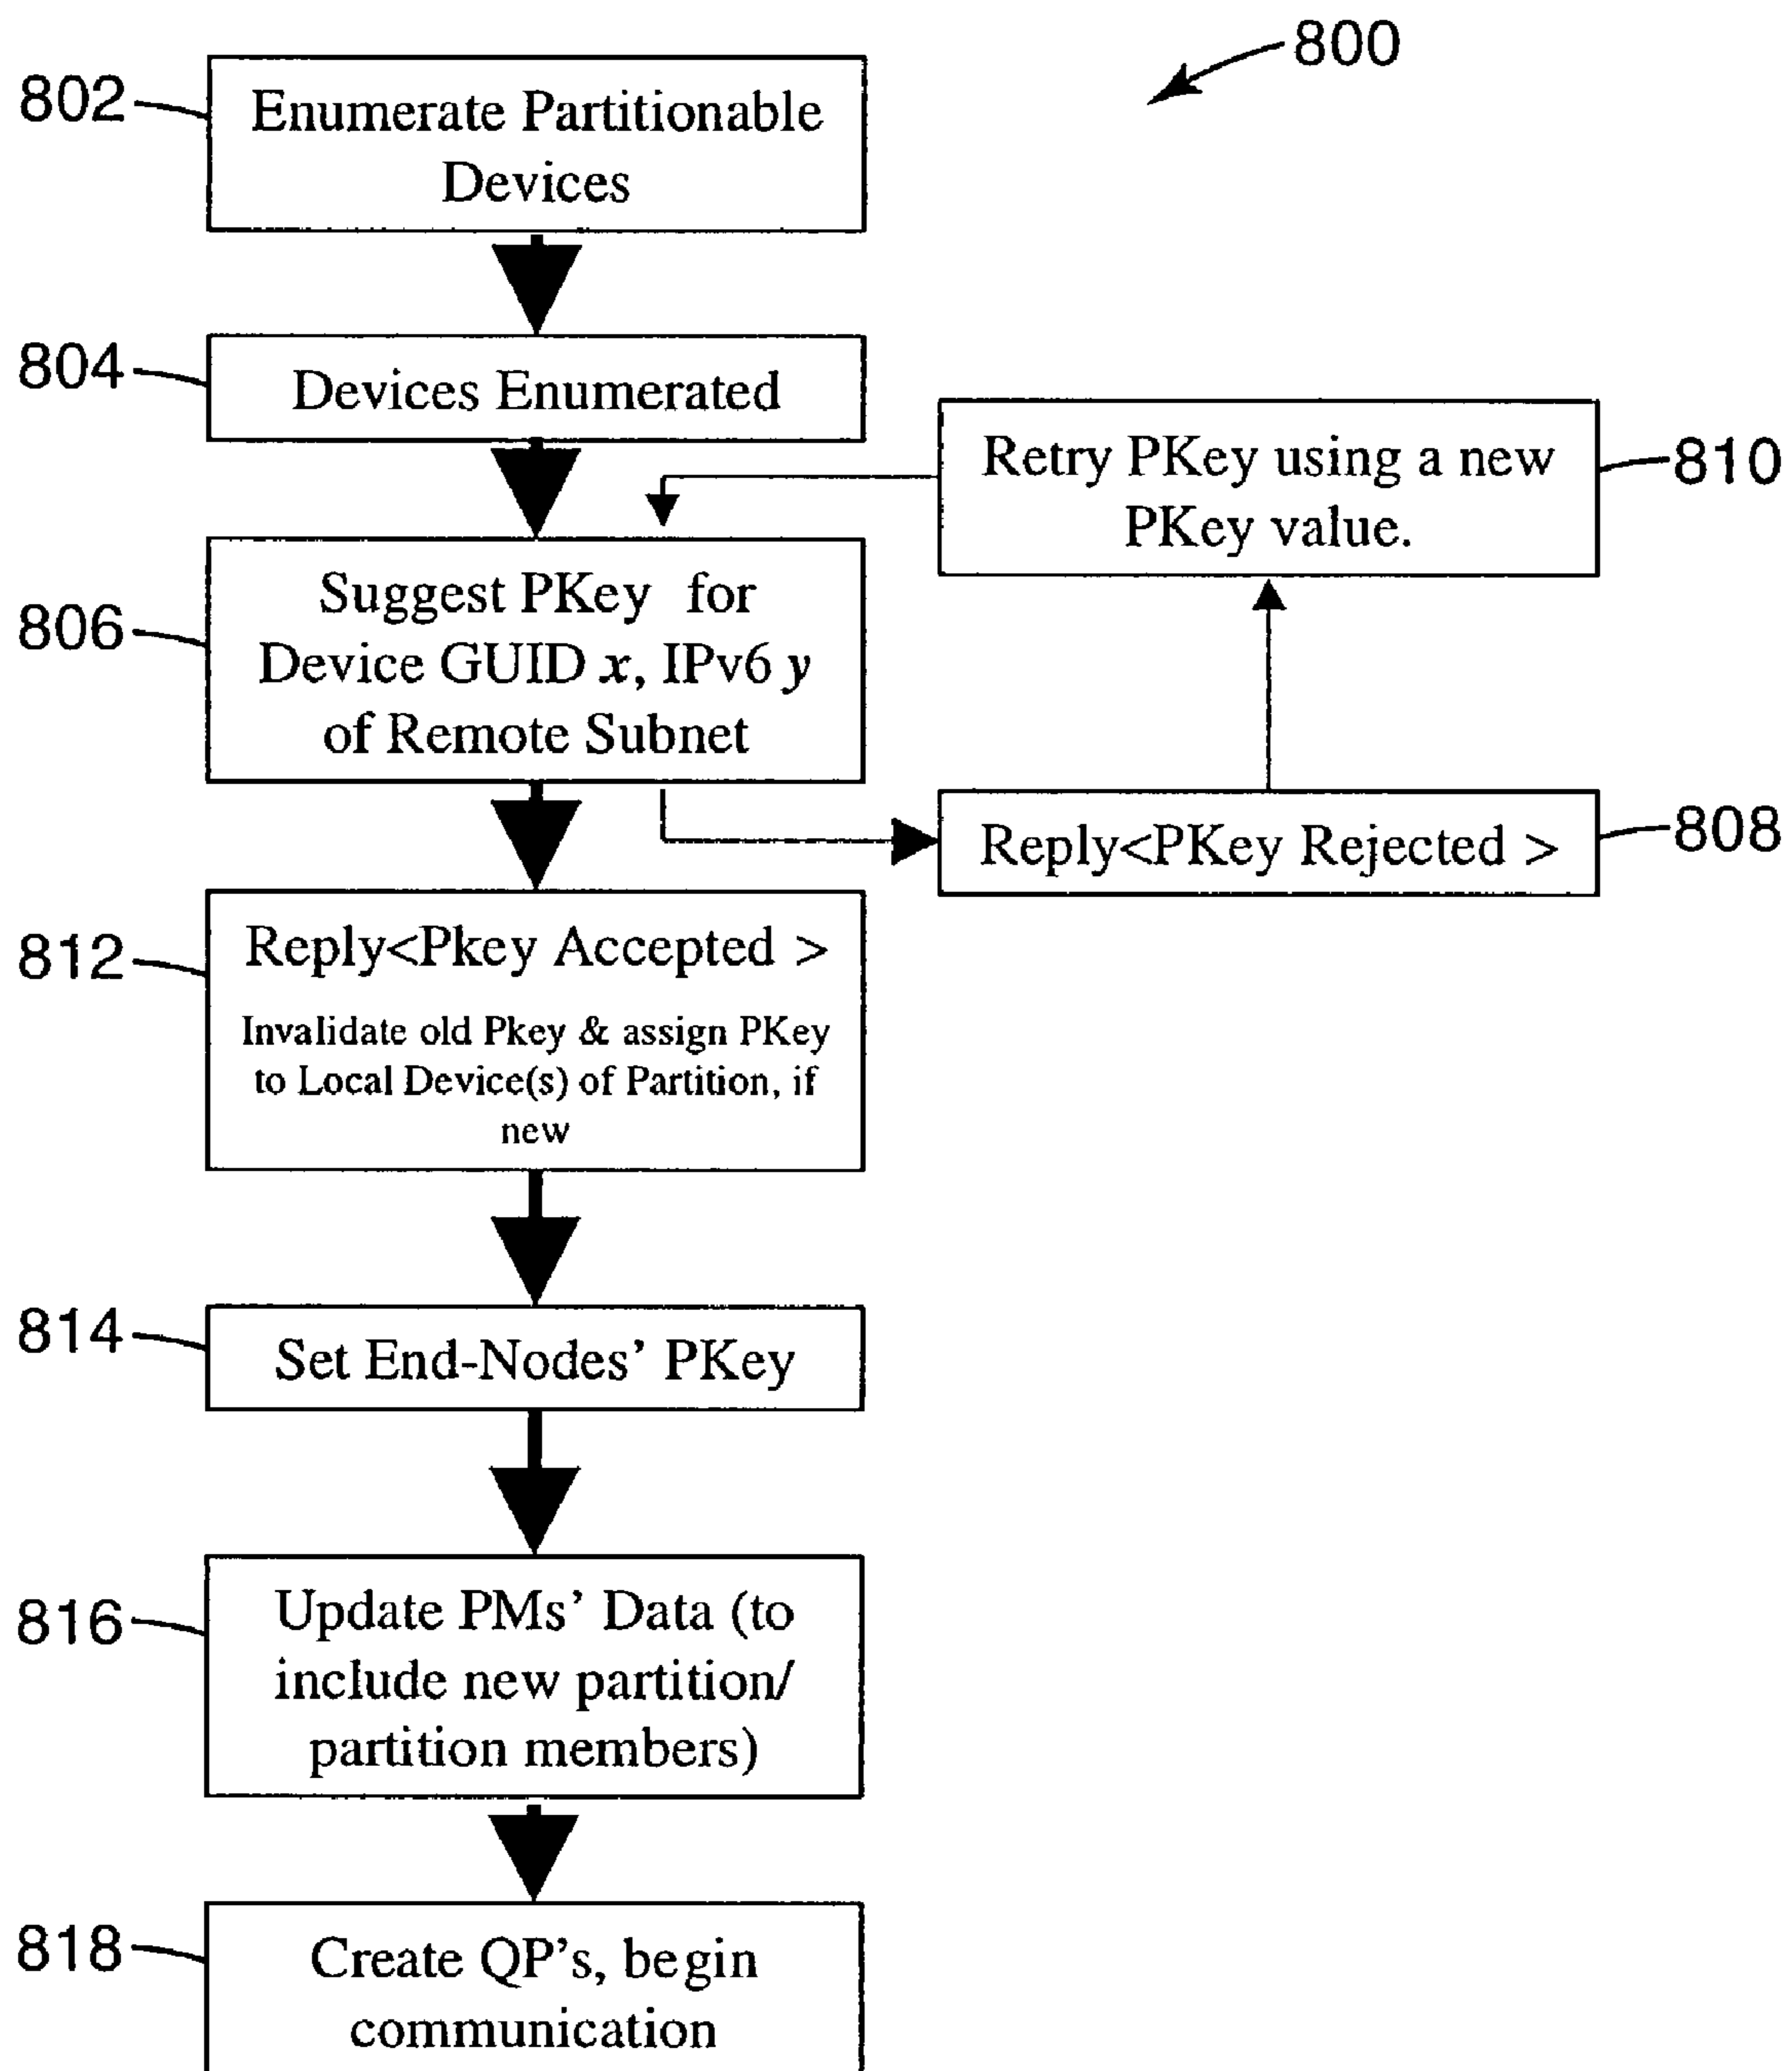 800
802
Enumerate Partitionable
Devices
804
Devices Enumerated
Retry PKey using a new
PKey value.
810
806
Suggest PKey for
Device GUID x, IPv6 y
of Remote Subnet
Reply<PKey Rejected >
808
812
Reply<Pkey Accepted >
Invalidate old Pkey & assign PKey
to Local Device(s) of Partition, if
new
814
Set End-Nodes’ PKey
816
Update PMs’ Data (to
include new partition/
partition members)
818
Create QP's, begin
communication